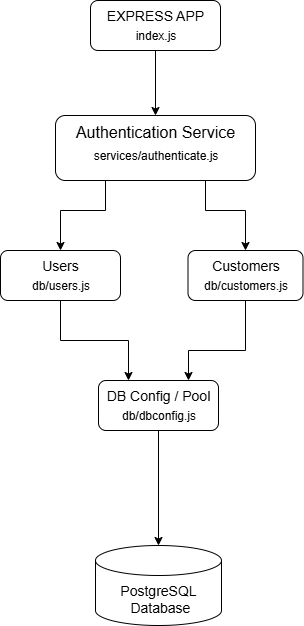 EXPRESS APP
index.js
Authentication Service
services/authenticate.js
Users
db/users.js
Customers
db/customers.js
DB Config / Pool
db/dbconfig.js
PostgreSQL
Database